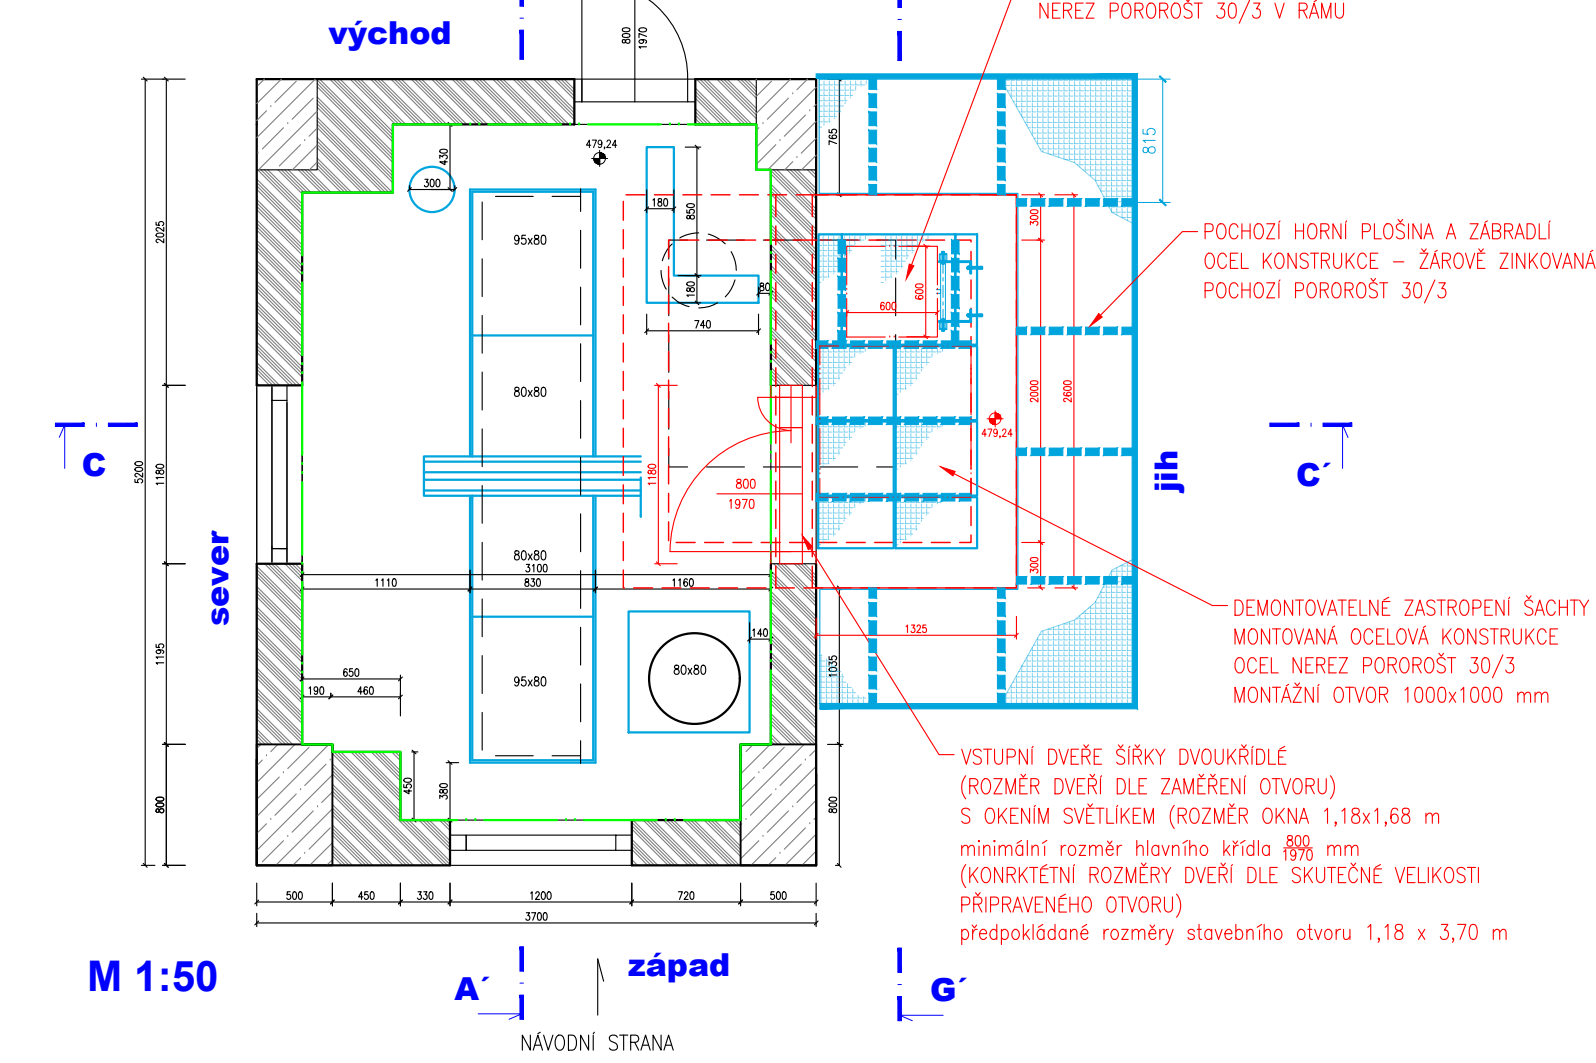 východ
800
1970
NEREZ POROROŠT 30/3 V RÁMU
479,24
430
300
765
815
180
850
180
80
740
95x80
300
600
600
POCHOZÍ HORNÍ PLOŠINA A ZÁBRADLÍ
OCEL KONSTRUKCE – ŽÁROVĚ ZINKOVANÁ
POCHOZÍ POROROŠT 30/3
2025
80x80
2000
2600
479,24
C
C´
jih
5200
1180
1180
800
1970
sever
80x80
3100
1110
830
1160
300
140
1325
DEMONTOVATELNÉ ZASTROPENÍ ŠACHTY
MONTOVANÁ OCELOVÁ KONSTRUKCE
OCEL NEREZ POROROŠT 30/3
MONTÁŽNÍ OTVOR 1000x1000 mm
1195
650
190
460
95x80
80x80
1035
450
380
800
800
VSTUPNÍ DVEŘE ŠÍŘKY DVOUKŘÍDLÉ
(ROZMĚR DVEŘÍ DLE ZAMĚŘENÍ OTVORU)
S OKENÍM SVĚTLÍKEM (ROZMĚR OKNA 1,18x1,68 m
minimální rozměr hlavního křídla 800/1970 mm
(KONRKTÉTNÍ ROZMĚRY DVEŘÍ DLE SKUTEČNÉ VELIKOSTI
PŘIPRAVENÉHO OTVORU)
předpokládané rozměry stavebního otvoru 1,18 x 3,70 m
500
450
330
1200
720
500
3700
M 1:50
západ
A´
G´
NÁVODNÍ STRANA